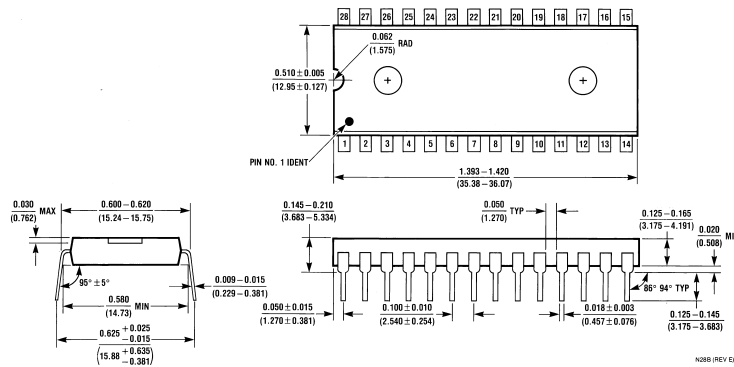 28 27 26 25 24 23 22 21 20 19 18 17 16 15
0.062
(1.575)
RAD
0.510 ± 0.005
(12.95 ± 0.127)
PIN NO. 1 IDENT
1 2 3 4 5 6 7 8 9 10 11 12 13 14
1.393 – 1.420
(35.38 – 36.07)
0.030
(0.762)
MAX
0.600 – 0.620
(15.24 – 15.75)
95° ± 5°
0.580
(14.73)
MIN
0.009 – 0.015
(0.229 – 0.381)
0.625 +0.025
-0.015
(15.88 +0.635
-0.381)
0.145 – 0.210
(3.683 – 5.334)
0.050
(1.270)
TYP
0.125 – 0.165
(3.175 – 4.191)
0.020
(0.508)
MI
0.050 ± 0.015
(1.270 ± 0.381)
0.100 ± 0.010
(2.540 ± 0.254)
0.018 ± 0.003
(0.457 ± 0.076)
86° 94° TYP
0.125 – 0.145
(3.175 – 3.683)
N28B (REV E)